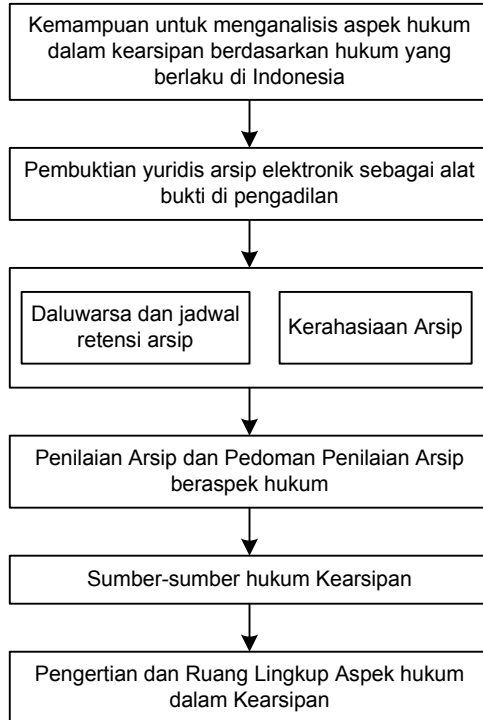 Kemampuan untuk menganalisis aspek hukum
dalam kearsipan berdasarkan hukum yang
berlaku di Indonesia
Pembuktian yuridis arsip elektronik sebagai alat
bukti di pengadilan
Daluwarsa dan jadwal
retensi arsip
Kerahasiaan Arsip
Penilaian Arsip dan Pedoman Penilaian Arsip
beraspek hukum
Sumber-sumber hukum Kearsipan
Pengertian dan Ruang Lingkup Aspek hukum
dalam Kearsipan